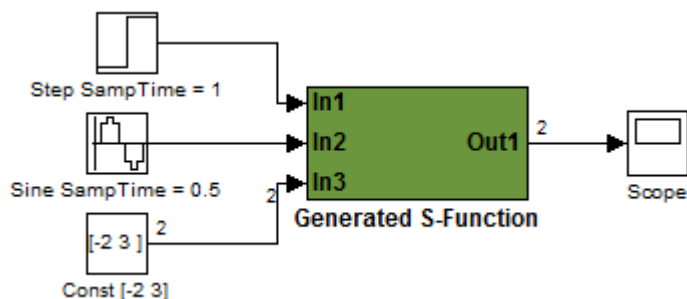 Step SampTime = 1
In1
In2
In3
Out1
2
Sine SampTime = 0.5
2
Generated S-Function
Scope
[-2 3 ]
2
Const [-2 3]